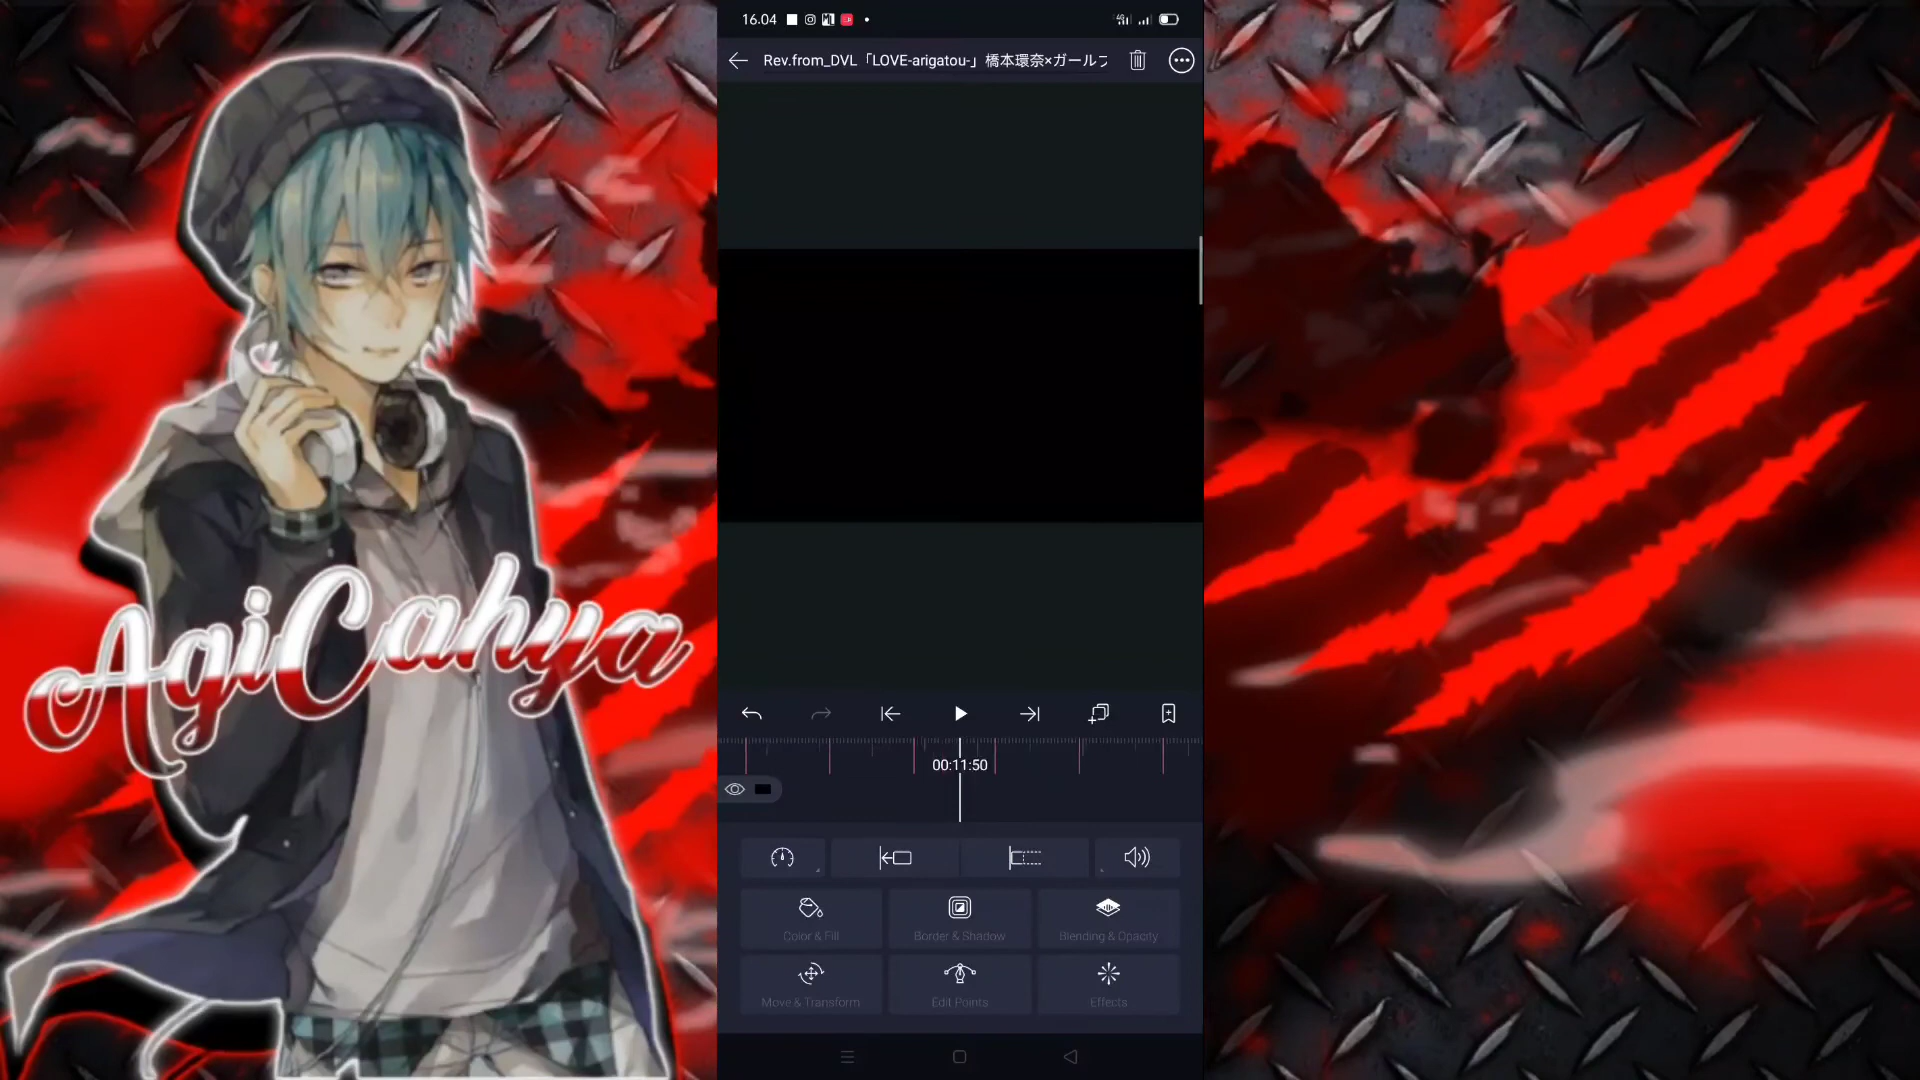 16.04
4G
Rev.from_DVL「LOVE-arigatou-」橋本環奈×ガールフ
AgiCahya
00:11:50
Color & Fill
Border & Shadow
Blending & Opacity
Move & Transform
Edit Points
Effects